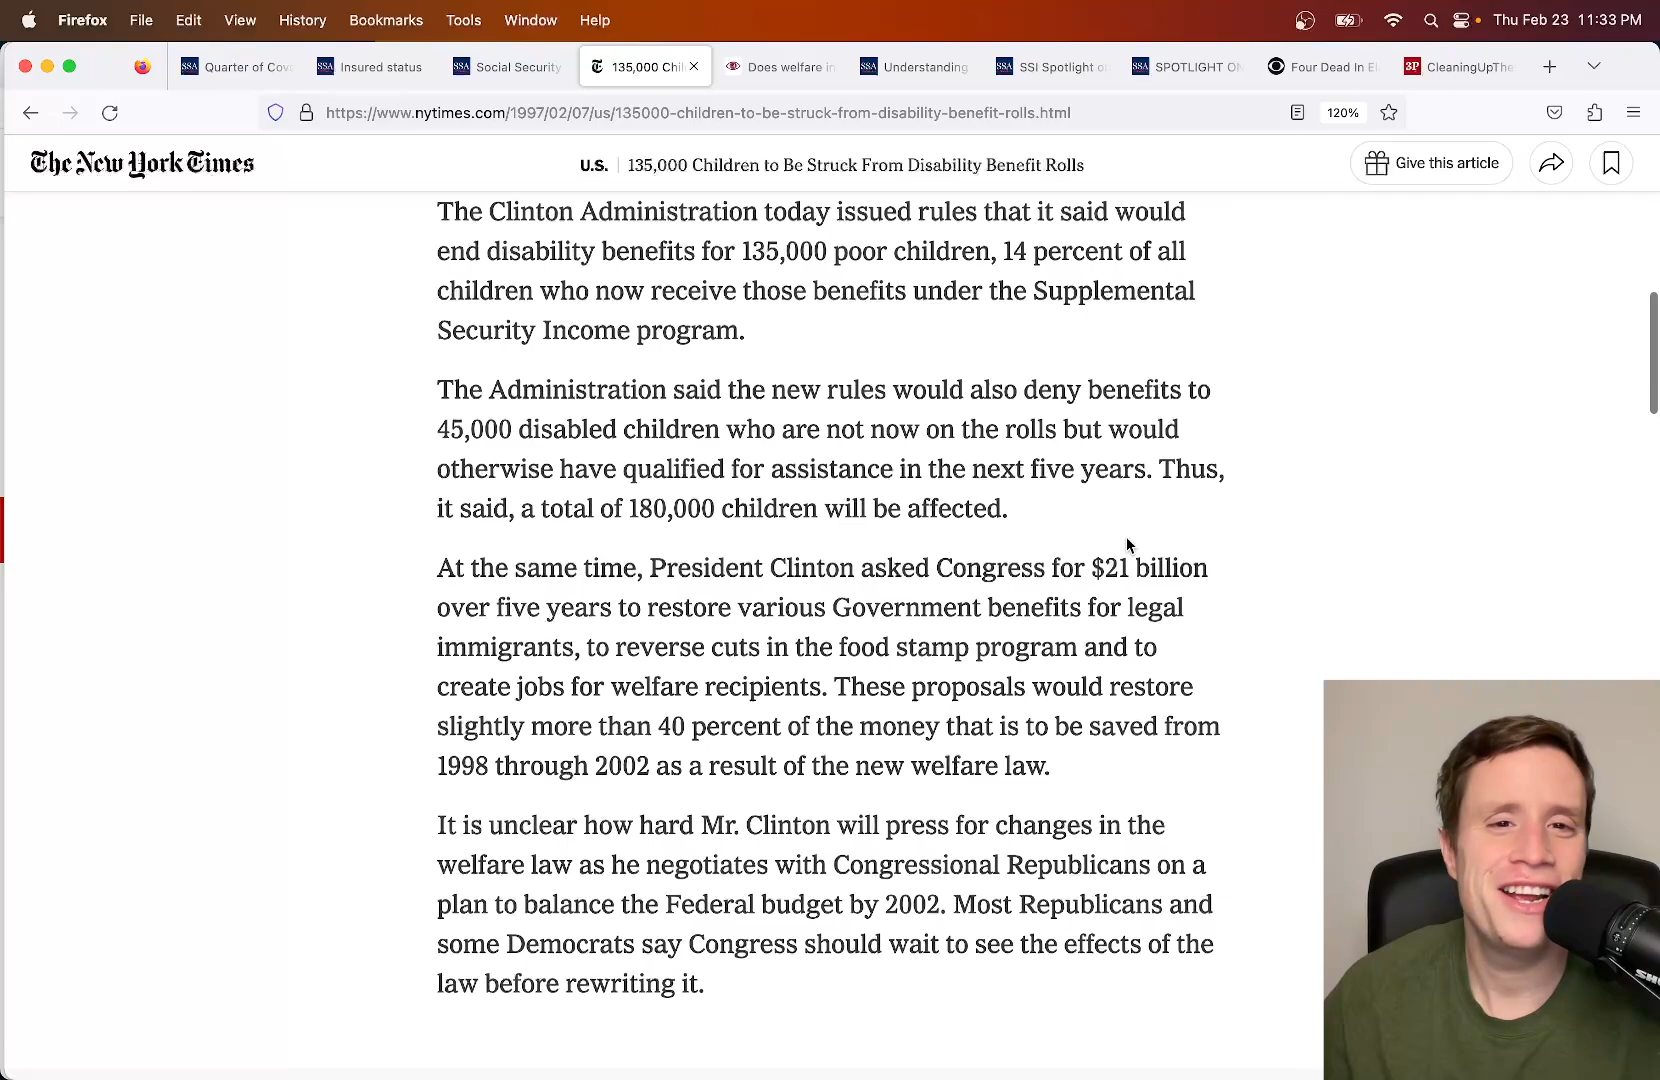 Firefox File Edit View History Bookmarks Tools Window Help Thu Feb 23 11:33 PM
SSA Quarter of Cov SSA Insured status SSA Social Security 135,000 Chil Does welfare in SSA Understanding SSA SSI Spotlight o SSA SPOTLIGHT ON Four Dead In El 3P CleaningUpThe
https://www.nytimes.com/1997/02/07/us/135000-children-to-be-struck-from-disability-benefit-rolls.html 120%
The New York Times U.S. | 135,000 Children to Be Struck From Disability Benefit Rolls Give this article
The Clinton Administration today issued rules that it said would
end disability benefits for 135,000 poor children, 14 percent of all
children who now receive those benefits under the Supplemental
Security Income program.
The Administration said the new rules would also deny benefits to
45,000 disabled children who are not now on the rolls but would
otherwise have qualified for assistance in the next five years. Thus,
it said, a total of 180,000 children will be affected.
At the same time, President Clinton asked Congress for $21 billion
over five years to restore various Government benefits for legal
immigrants, to reverse cuts in the food stamp program and to
create jobs for welfare recipients. These proposals would restore
slightly more than 40 percent of the money that is to be saved from
1998 through 2002 as a result of the new welfare law.
It is unclear how hard Mr. Clinton will press for changes in the
welfare law as he negotiates with Congressional Republicans on a
plan to balance the Federal budget by 2002. Most Republicans and
some Democrats say Congress should wait to see the effects of the
law before rewriting it.